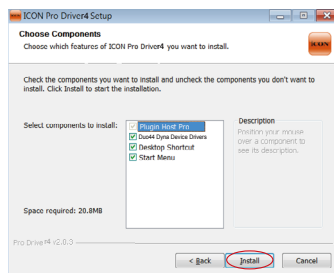 ICON Pro Driver4 Setup
Choose Components
Choose which features of ICON Pro Driver4 you want to install.
ICON
Check the components you want to install and uncheck the components you don't want to
install. Click Install to start the installation.
Select components to install:
Plugin Host Pro
Duo44 Dyna Device Drivers
Desktop Shortcut
Start Menu
Description
Position your mouse
over a component to
see its description.
Space required: 20.8MB
Pro Driver4 v2.0.3
< Back
Install
Cancel